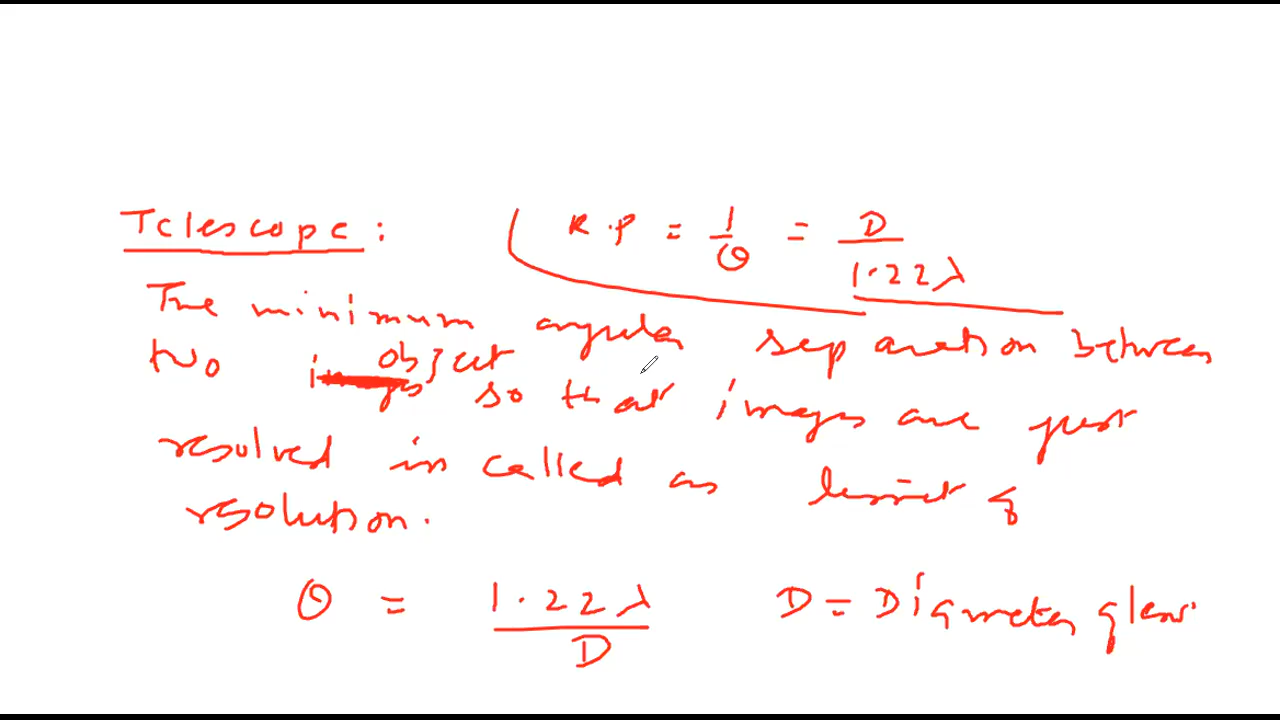 Telescope : R.P = 1/θ = D/1.22λ
The minimum angular separation between
two object so that images are just
resolved is called as limit of
resolution.
θ = 1.22λ/D D = Diameter of lens.